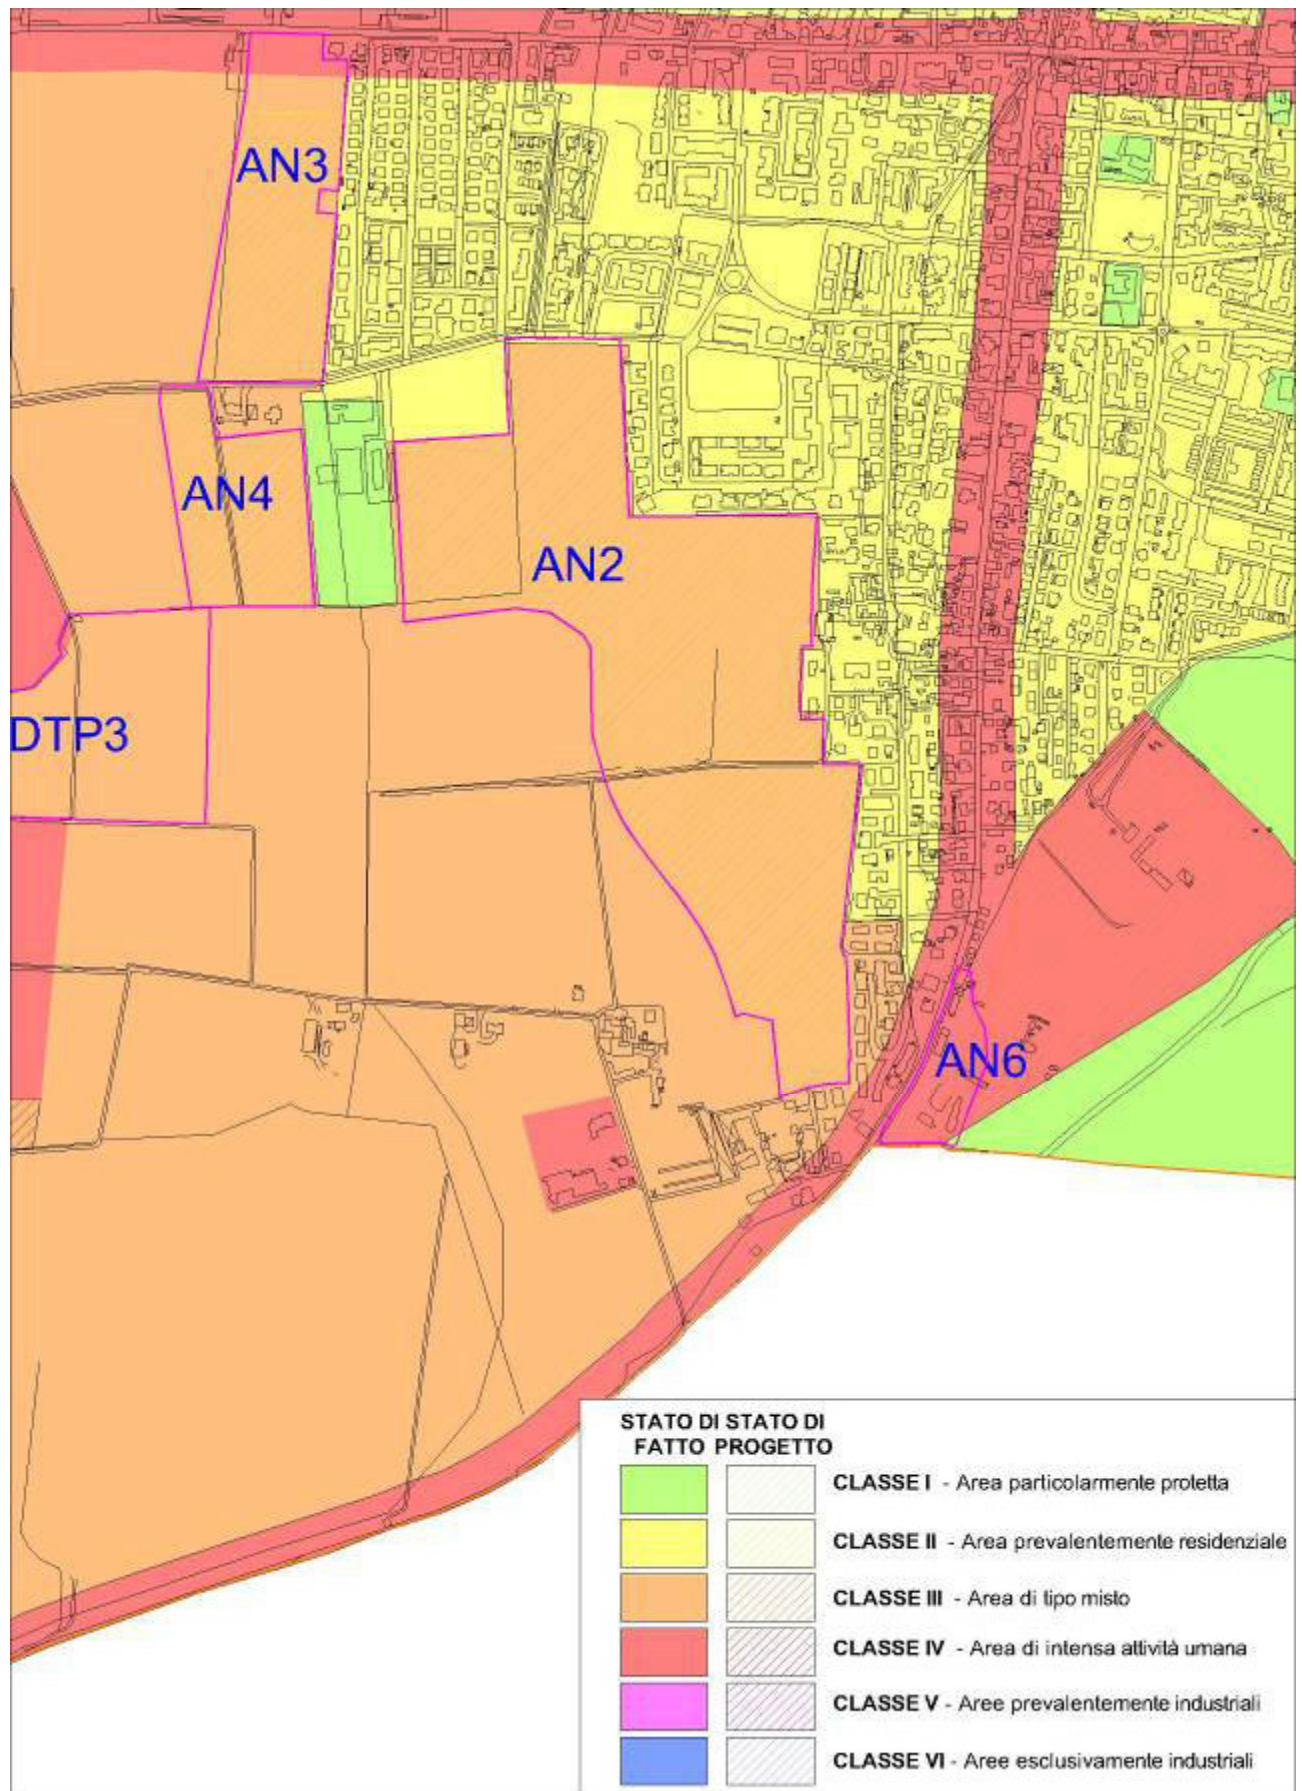 AN3
AN4
AN2
DTP3
AN6
STATO DI STATO DI
FATTO PROGETTO
CLASSE I - Area particolarmente protetta
CLASSE II - Area prevalentemente residenziale
CLASSE III - Area di tipo misto
CLASSE IV - Area di intensa attività umana
CLASSE V - Aree prevalentemente industriali
CLASSE VI - Aree esclusivamente industriali